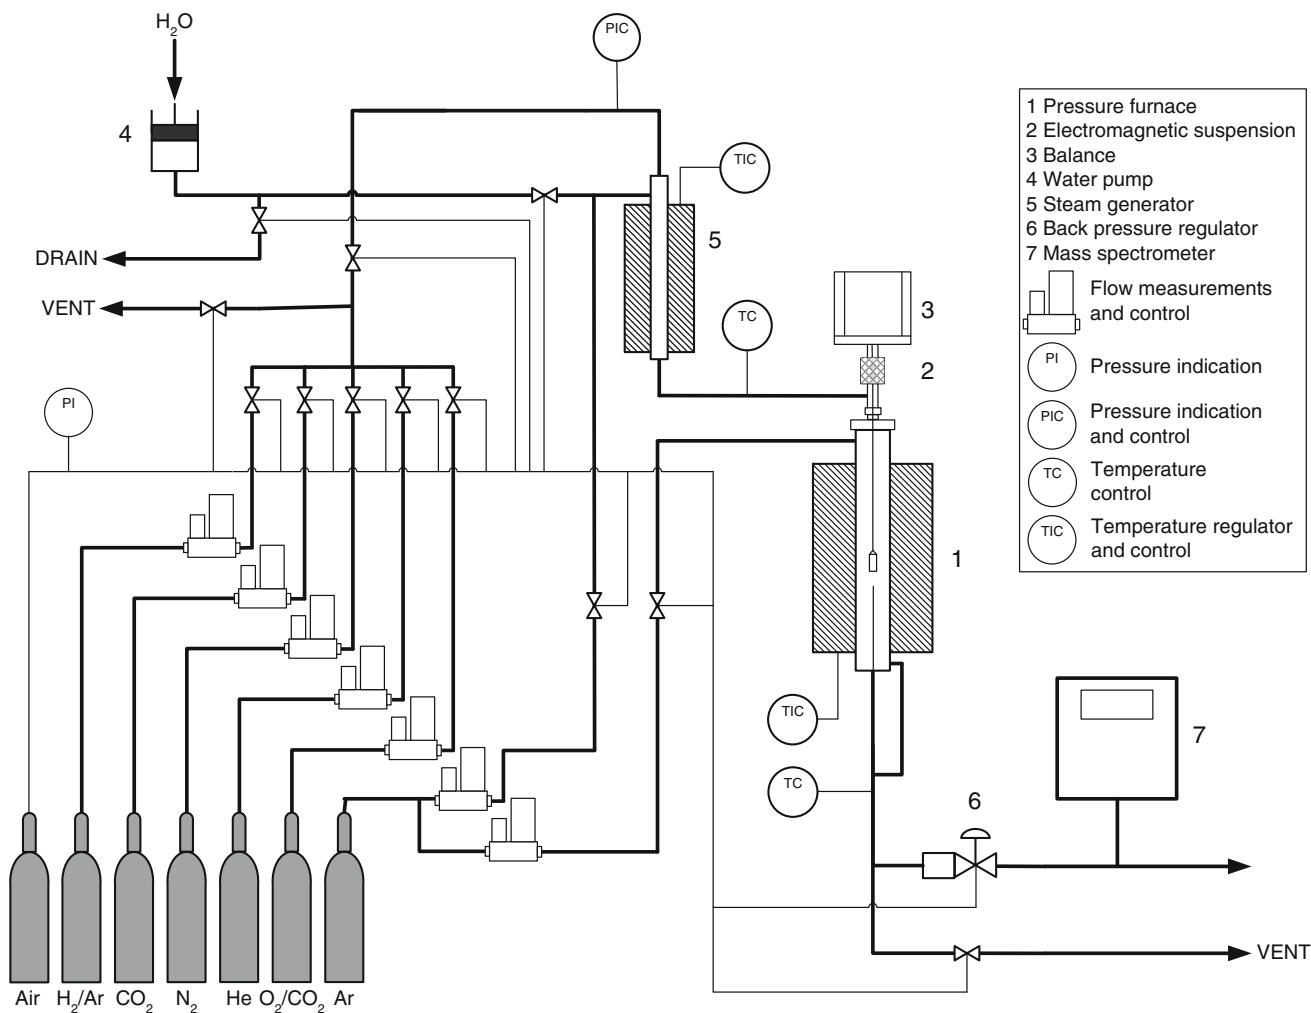 H2O
PIC
4
TIC
5
DRAIN
VENT
TC
3
2
PI
1
TIC
TC
7
6
VENT
Air
H2/Ar
CO2
N2
He
O2/CO2
Ar
1 Pressure furnace
2 Electromagnetic suspension
3 Balance
4 Water pump
5 Steam generator
6 Back pressure regulator
7 Mass spectrometer
Flow measurements
and control
PI
Pressure indication
PIC
Pressure indication
and control
TC
Temperature
control
TIC
Temperature regulator
and control